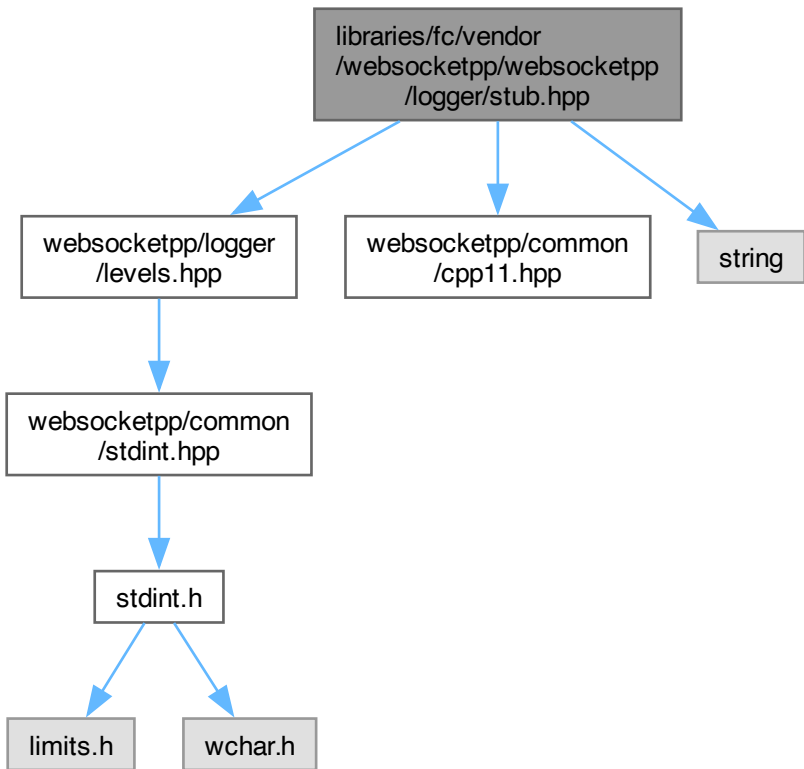 libraries/fc/vendor
/websocketpp/websocketpp
/logger/stub.hpp
websocketpp/logger
/levels.hpp
websocketpp/common
/cpp11.hpp
string
websocketpp/common
/stdint.hpp
stdint.h
limits.h
wchar.h